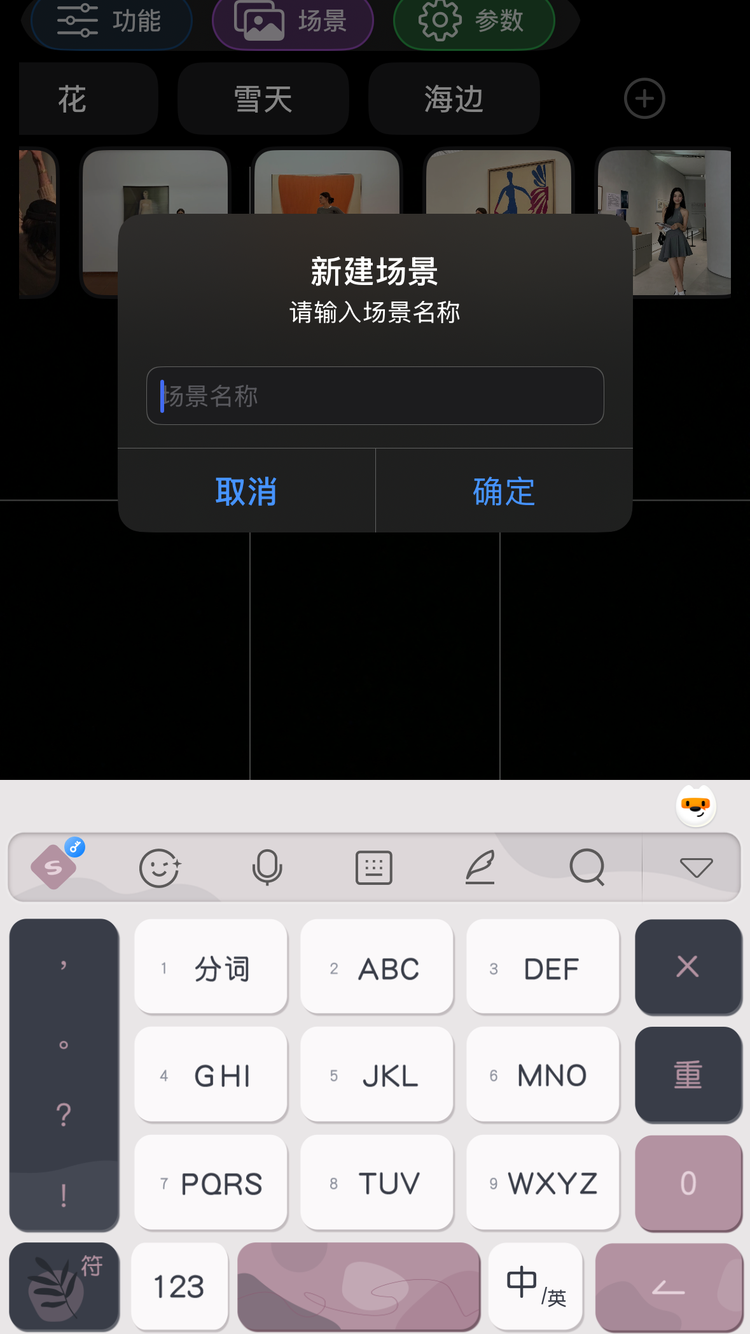 功能 场景 参数
花 雪天 海边
新建场景
请输入场景名称
场景名称
取消 确定
S
, 1 分词 2 ABC 3 DEF
。 4 GHI 5 JKL 6 MNO 重
? 7 PQRS 8 TUV 9 WXYZ 0
!
符 123 中/英